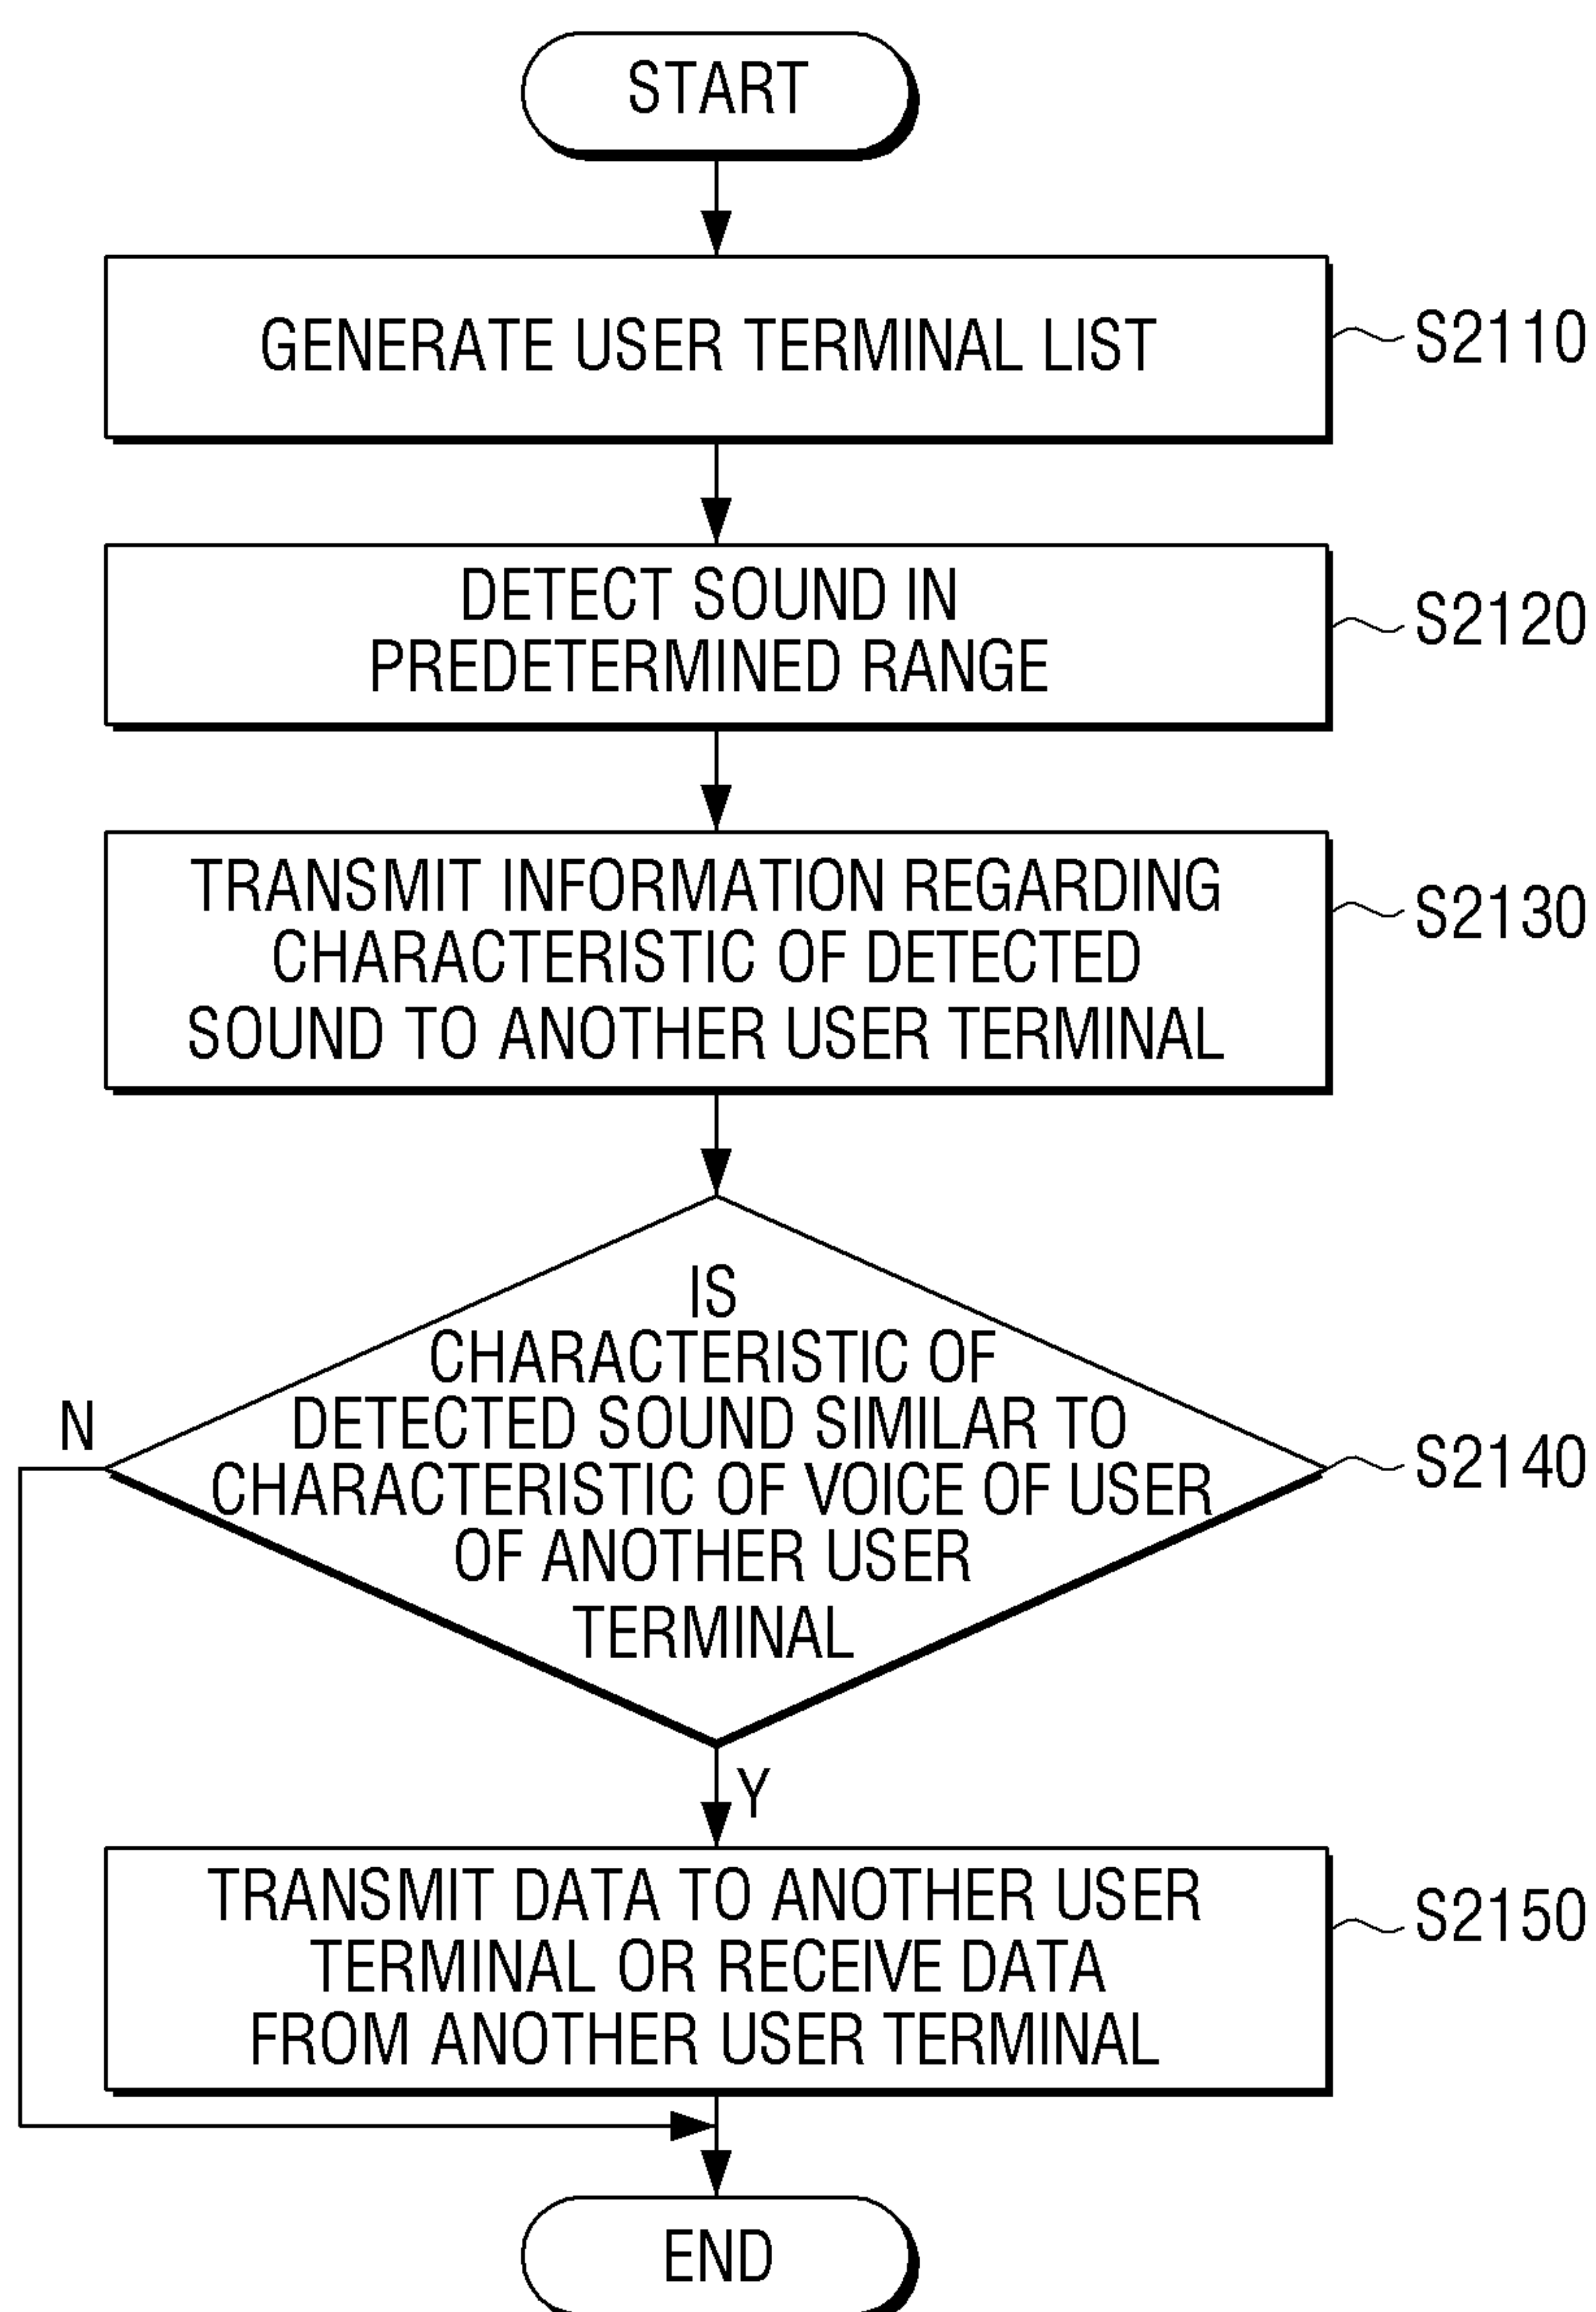 START
GENERATE USER TERMINAL LIST
S2110
DETECT SOUND IN
PREDETERMINED RANGE
S2120
TRANSMIT INFORMATION REGARDING
CHARACTERISTIC OF DETECTED
SOUND TO ANOTHER USER TERMINAL
S2130
IS
CHARACTERISTIC OF
DETECTED SOUND SIMILAR TO
CHARACTERISTIC OF VOICE OF USER
OF ANOTHER USER
TERMINAL
S2140
N
Y
TRANSMIT DATA TO ANOTHER USER
TERMINAL OR RECEIVE DATA
FROM ANOTHER USER TERMINAL
S2150
END